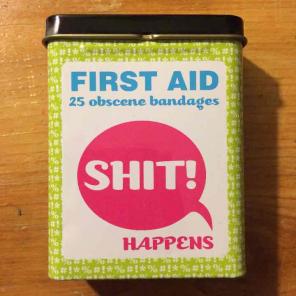 FIRST AID
25 obscene bandages
SHIT!
HAPPENS